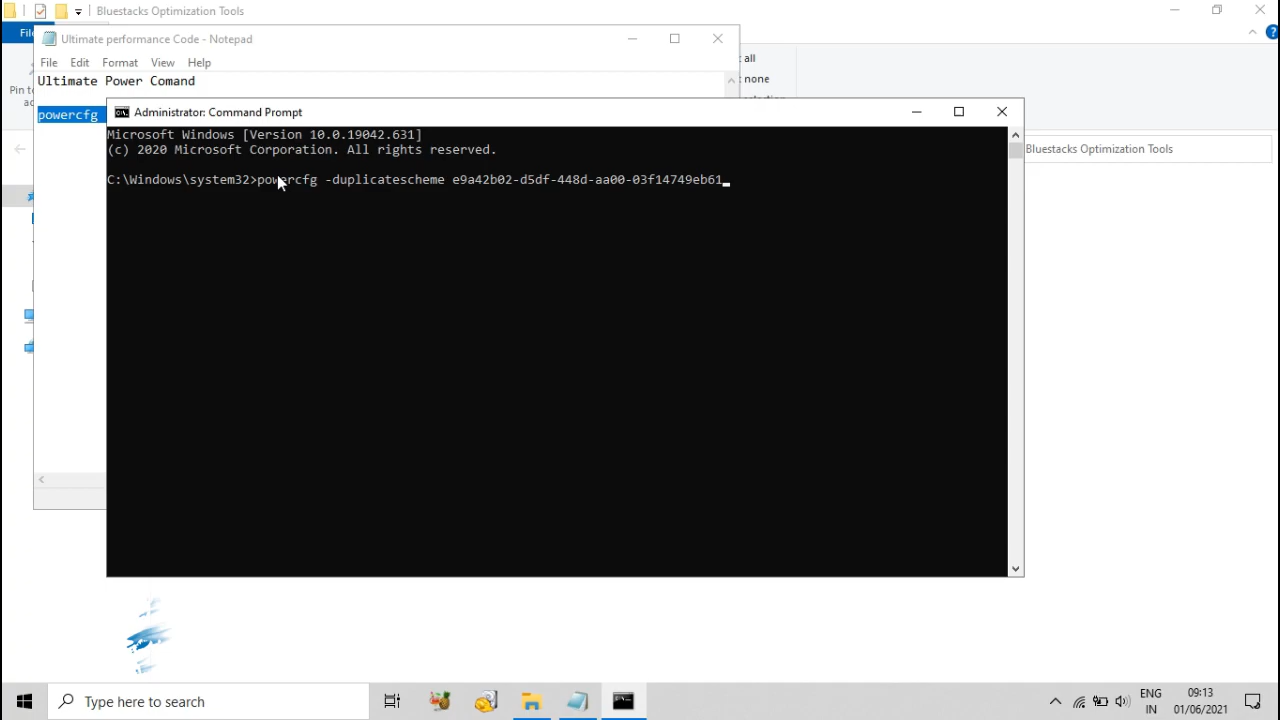 Bluestacks Optimization Tools
Ultimate performance Code - Notepad
File Edit Format View Help
Ultimate Power Comand
powercfg
Administrator: Command Prompt
Microsoft Windows [Version 10.0.19042.631]
(c) 2020 Microsoft Corporation. All rights reserved.
C:\Windows\system32>powercfg -duplicatescheme e9a42b02-d5df-448d-aa00-03f14749eb61
all
none
Pin to
Bluestacks Optimization Tools
Type here to search
ENG
IN
09:13
01/06/2021